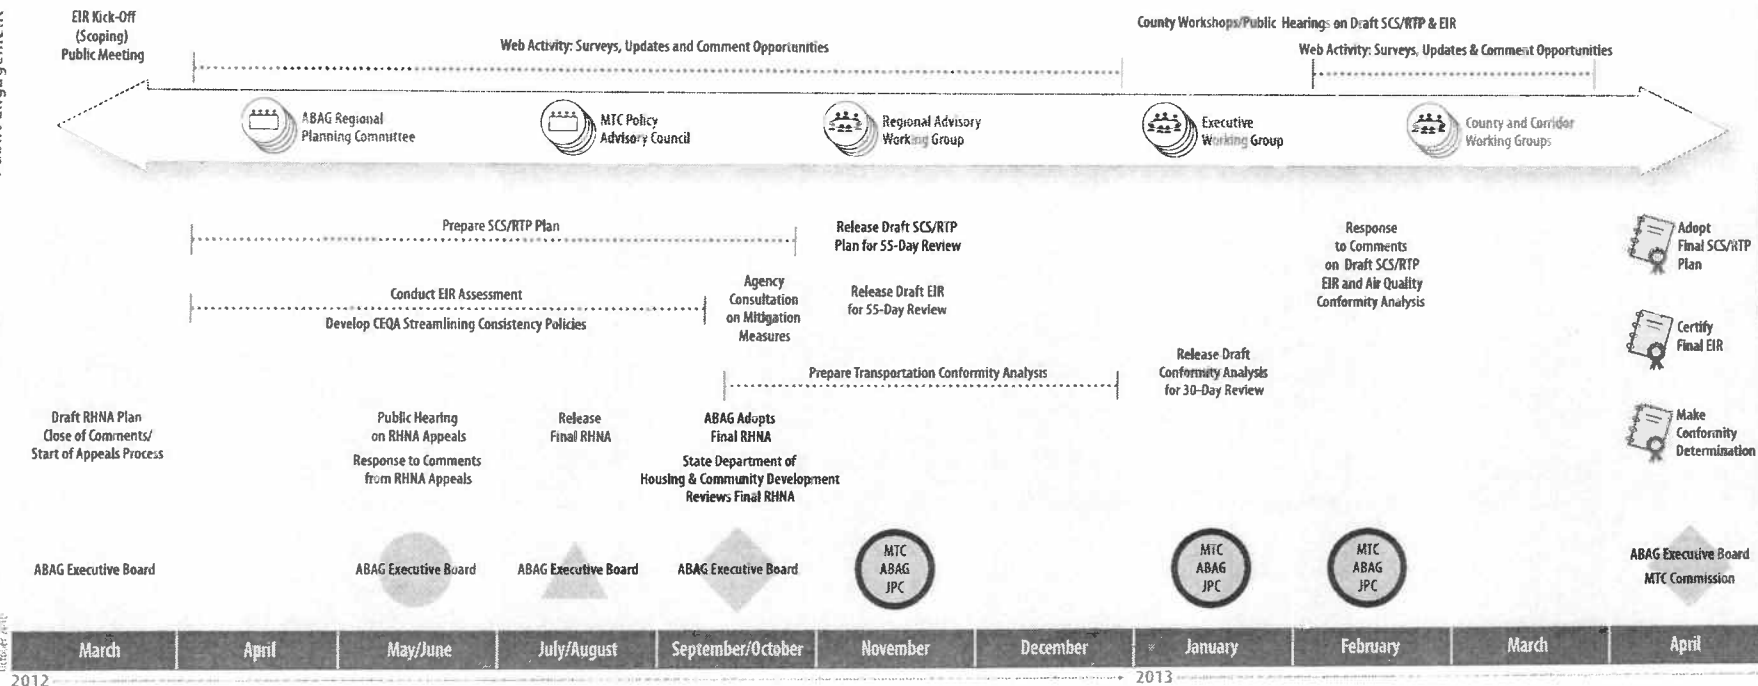 EIR Kick-Off
(Scoping)
Public Meeting
Web Activity: Surveys, Updates and Comment Opportunities
County Workshops/Public Hearings on Draft SCS/RTP & EIR
Web Activity: Surveys, Updates & Comment Opportunities
ABAG Regional
Planning Committee
MTC Policy
Advisory Council
Regional Advisory
Working Group
Executive
Working Group
County and Corridor
Working Groups
Prepare SCS/RTP Plan
Release Draft SCS/RTP
Plan for 55-Day Review
Response
to Comments
on Draft SCS/RTP
EIR and Air Quality
Conformity Analysis
Adopt
Final SCS/RTP
Plan
Conduct EIR Assessment
Develop CEQA Streamlining Consistency Policies
Agency
Consultation
on Mitigation
Measures
Release Draft EIR
for 55-Day Review
Certify
Final EIR
Prepare Transportation Conformity Analysis
Release Draft
Conformity Analysis
for 30-Day Review
Draft RHNA Plan
Close of Comments/
Start of Appeals Process
Public Hearing
on RHNA Appeals
Response to Comments
from RHNA Appeals
Release
Final RHNA
ABAG Adopts
Final RHNA
State Department of
Housing & Community Development
Reviews Final RHNA
Make
Conformity
Determination
ABAG Executive Board
ABAG Executive Board
ABAG Executive Board
ABAG Executive Board
MTC
ABAG
JPC
MTC
ABAG
JPC
MTC
ABAG
JPC
ABAG Executive Board
MTC Commission
March
April
May/June
July/August
September/October
November
December
January
February
March
April
2012
2013